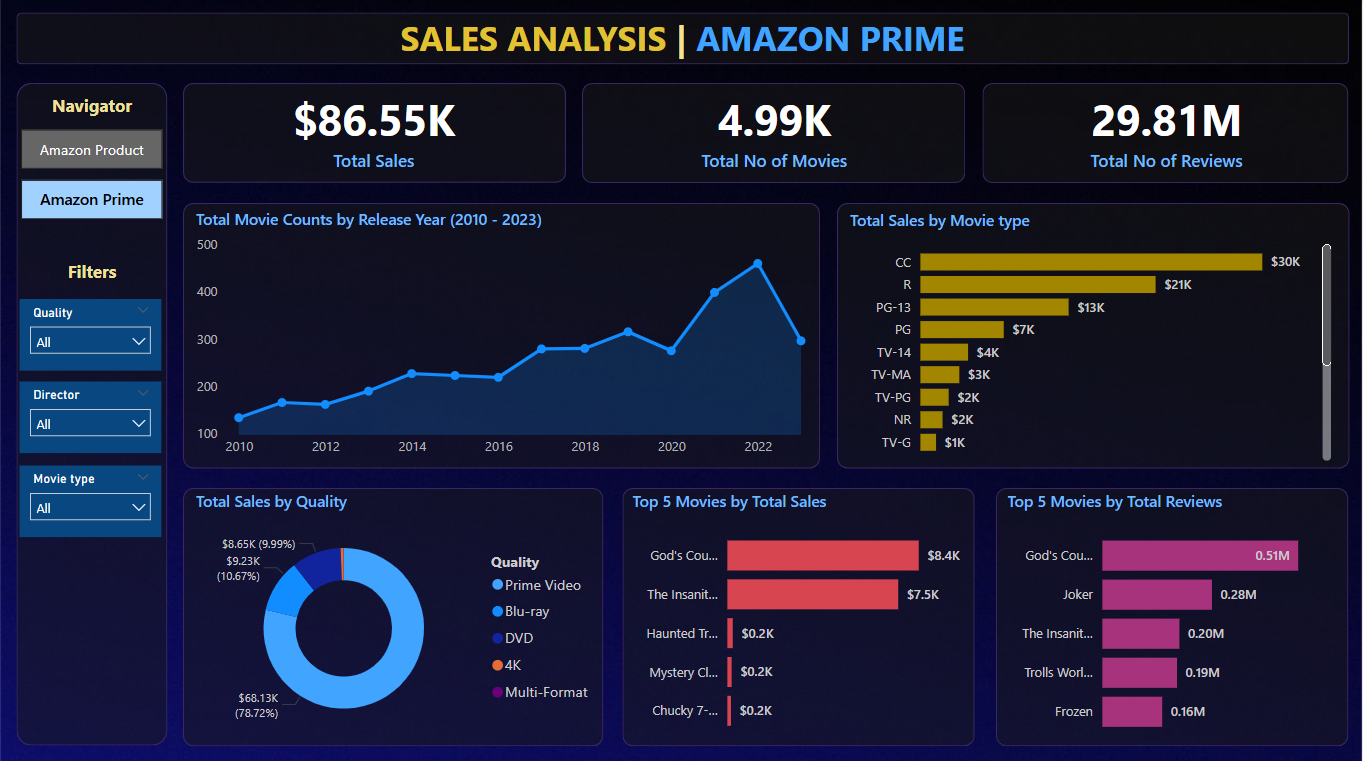 SALES ANALYSIS | AMAZON PRIME
Navigator
Amazon Product
Amazon Prime
Filters
Quality
All
Director
All
Movie type
All
$86.55K
Total Sales
4.99K
Total No of Movies
29.81M
Total No of Reviews
Total Movie Counts by Release Year (2010 - 2023)
500
400
300
200
100
2010 2012 2014 2016 2018 2020 2022
Total Sales by Movie type
CC $30K
R $21K
PG-13 $13K
PG $7K
TV-14 $4K
TV-MA $3K
TV-PG $2K
NR $2K
TV-G $1K
Total Sales by Quality
$8.65K (9.99%)
$9.23K
(10.67%)
$68.13K
(78.72%)
Quality
Prime Video
Blu-ray
DVD
4K
Multi-Format
Top 5 Movies by Total Sales
God's Cou... $8.4K
The Insanit... $7.5K
Haunted Tr... $0.2K
Mystery Cl... $0.2K
Chucky 7-... $0.2K
Top 5 Movies by Total Reviews
God's Cou... 0.51M
Joker 0.28M
The Insanit... 0.20M
Trolls Worl... 0.19M
Frozen 0.16M